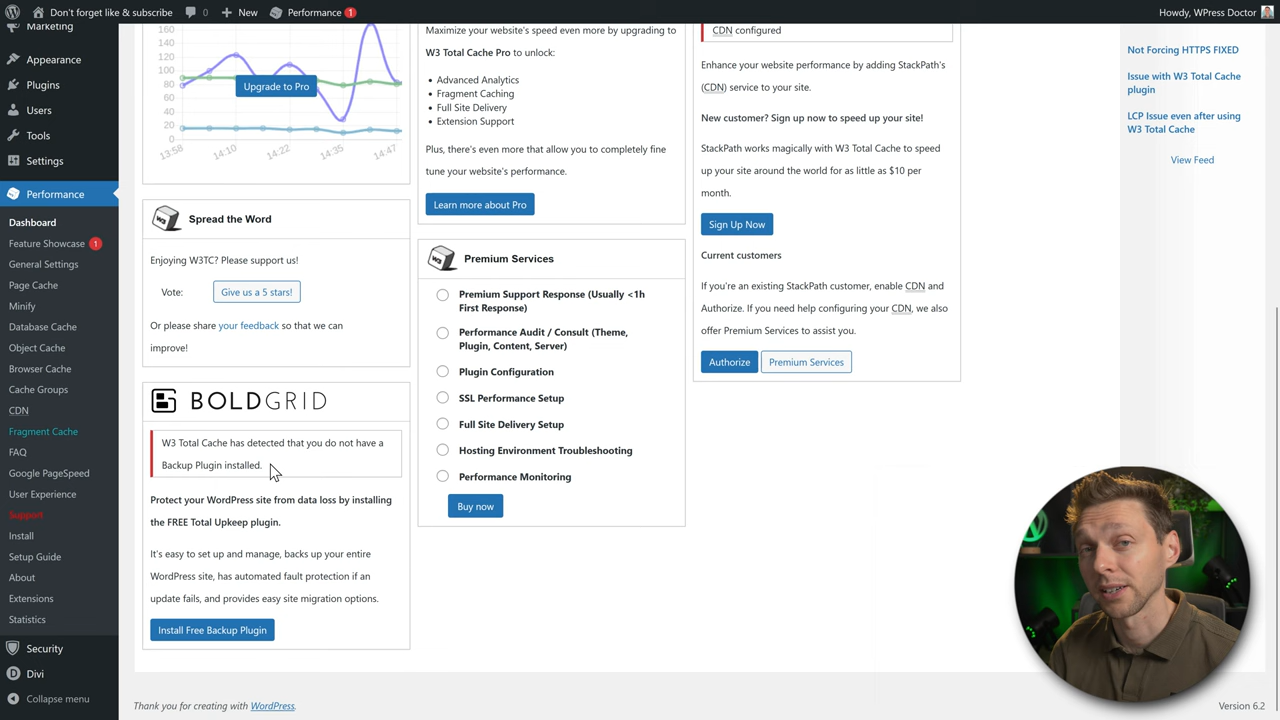 Don't forget like & subscribe
0
New
Performance 1
Howdy, WPress Doctor
Marketing
Appearance
Plugins
Users
Tools
Settings
Performance
Dashboard
Feature Showcase 1
General Settings
Page Cache
Minify
Database Cache
Object Cache
Browser Cache
Cache Groups
CDN
Fragment Cache
FAQ
Google PageSpeed
User Experience
Support
Install
Setup Guide
About
Extensions
Statistics
Security
Divi
Collapse menu
160
140
120
100
80
60
40
20
0
13:58
14:10
14:22
14:35
14:47
Upgrade to Pro
W3
Spread the Word
Enjoying W3TC? Please support us!
Vote:
Give us a 5 stars!
Or please share your feedback so that we can
improve!
BOLDGRID
W3 Total Cache has detected that you do not have a
Backup Plugin installed.
Protect your WordPress site from data loss by installing
the FREE Total Upkeep plugin.
It's easy to set up and manage, backs up your entire
WordPress site, has automated fault protection if an
update fails, and provides easy site migration options.
Install Free Backup Plugin
Maximize your website's speed even more by upgrading to
W3 Total Cache Pro to unlock:
• Advanced Analytics
• Fragment Caching
• Full Site Delivery
• Extension Support
Plus, there's even more that allow you to completely fine
tune your website's performance.
Learn more about Pro
W3
Premium Services
Premium Support Response (Usually <1h
First Response)
Performance Audit / Consult (Theme,
Plugin, Content, Server)
Plugin Configuration
SSL Performance Setup
Full Site Delivery Setup
Hosting Environment Troubleshooting
Performance Monitoring
Buy now
CDN configured
Enhance your website performance by adding StackPath's
(CDN) service to your site.
New customer? Sign up now to speed up your site!
StackPath works magically with W3 Total Cache to speed
up your site around the world for as little as $10 per
month.
Sign Up Now
Current customers
If you're an existing StackPath customer, enable CDN and
Authorize. If you need help configuring your CDN, we also
offer Premium Services to assist you.
Authorize
Premium Services
Not Forcing HTTPS FIXED
Issue with W3 Total Cache
plugin
LCP Issue even after using
W3 Total Cache
View Feed
Thank you for creating with WordPress.
Version 6.2